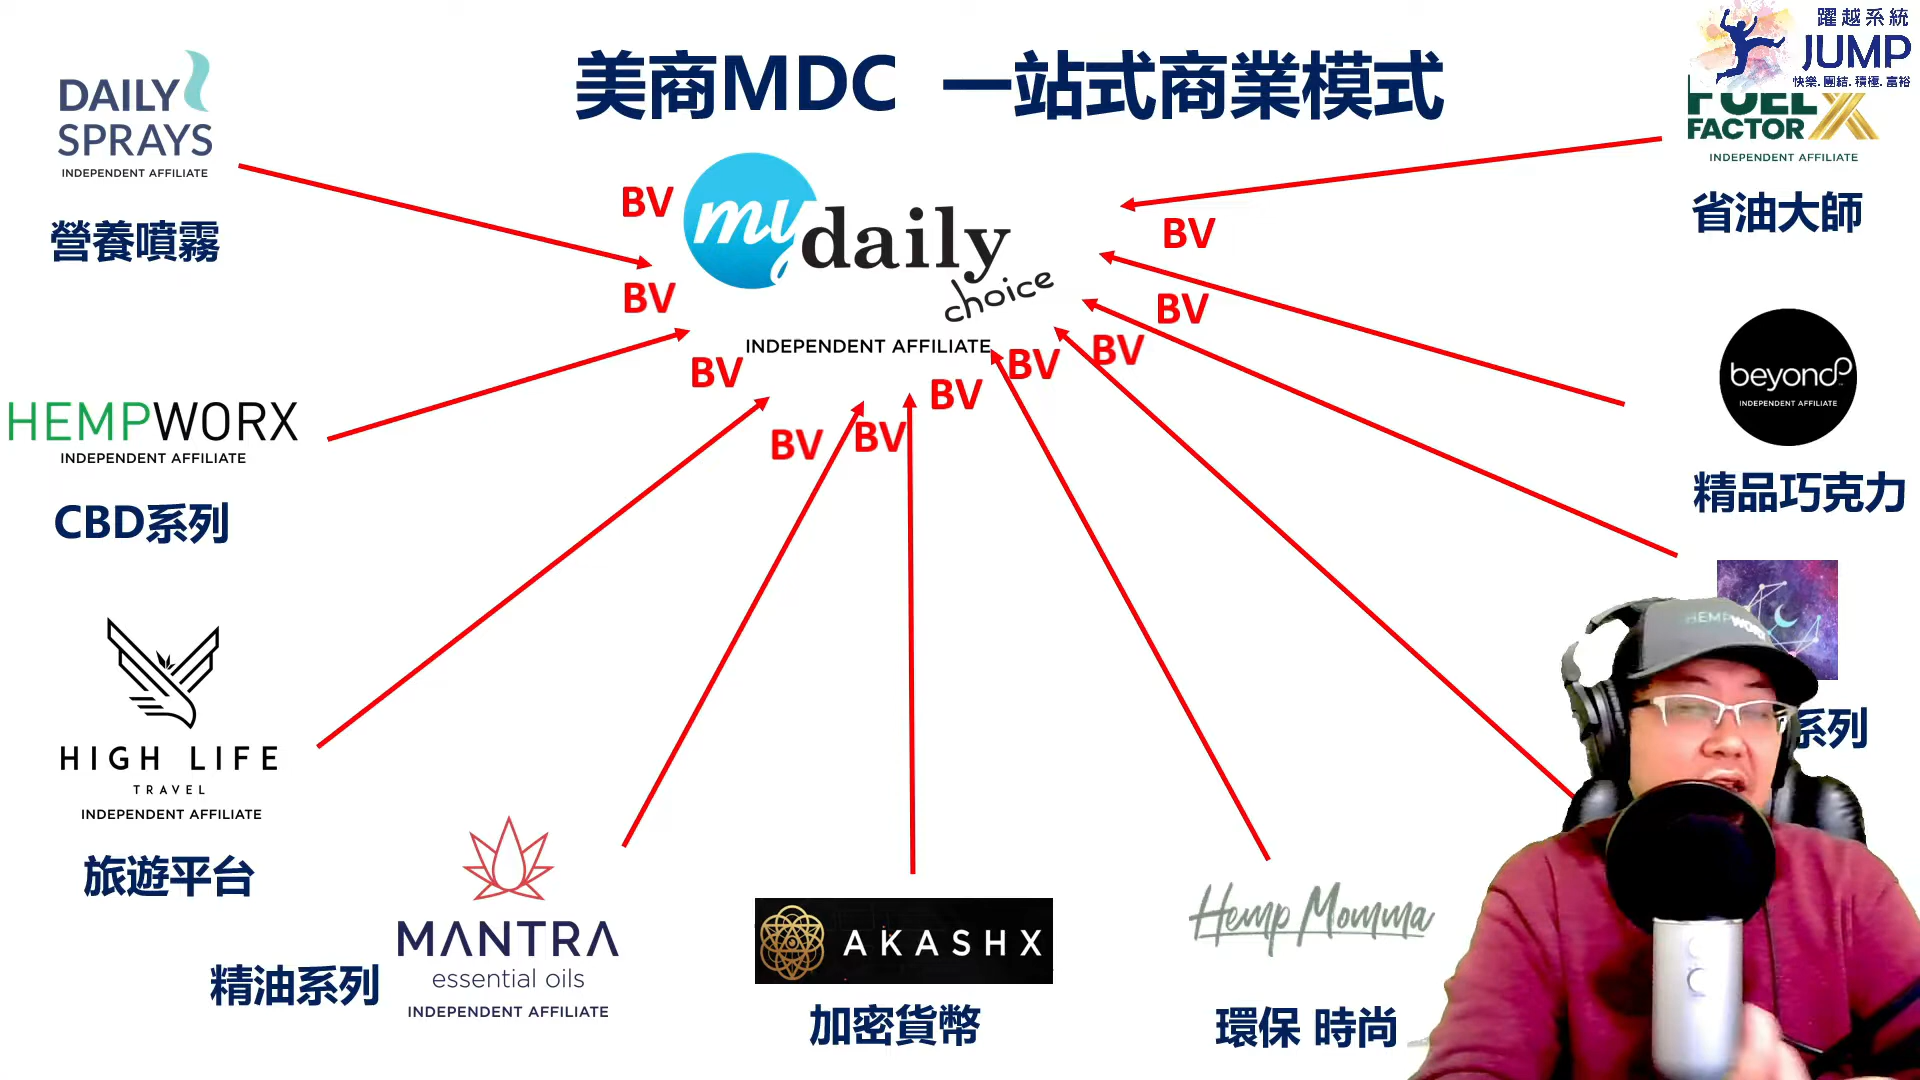 美商MDC 一站式商業模式
躍越系統
JUMP
快樂.團結.積極.富裕
DAILY
SPRAYS
INDEPENDENT AFFILIATE
營養噴霧
my daily
choice
INDEPENDENT AFFILIATE
BV
BV
BV
BV
BV
BV
BV
BV
BV
BV
FUEL
FACTOR X
INDEPENDENT AFFILIATE
省油大師
beyond
INDEPENDENT AFFILIATE
精品巧克力
HEMPWORX
INDEPENDENT AFFILIATE
CBD系列
HEMPWORX
系列
HIGH LIFE
TRAVEL
INDEPENDENT AFFILIATE
旅遊平台
MANTRA
essential oils
INDEPENDENT AFFILIATE
精油系列
AKASHX
加密貨幣
Hemp Momma
環保 時尚